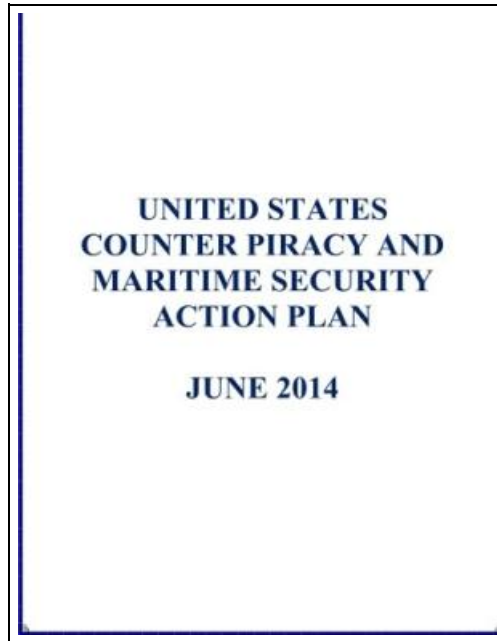 UNITED STATES
COUNTER PIRACY AND
MARITIME SECURITY
ACTION PLAN
JUNE 2014